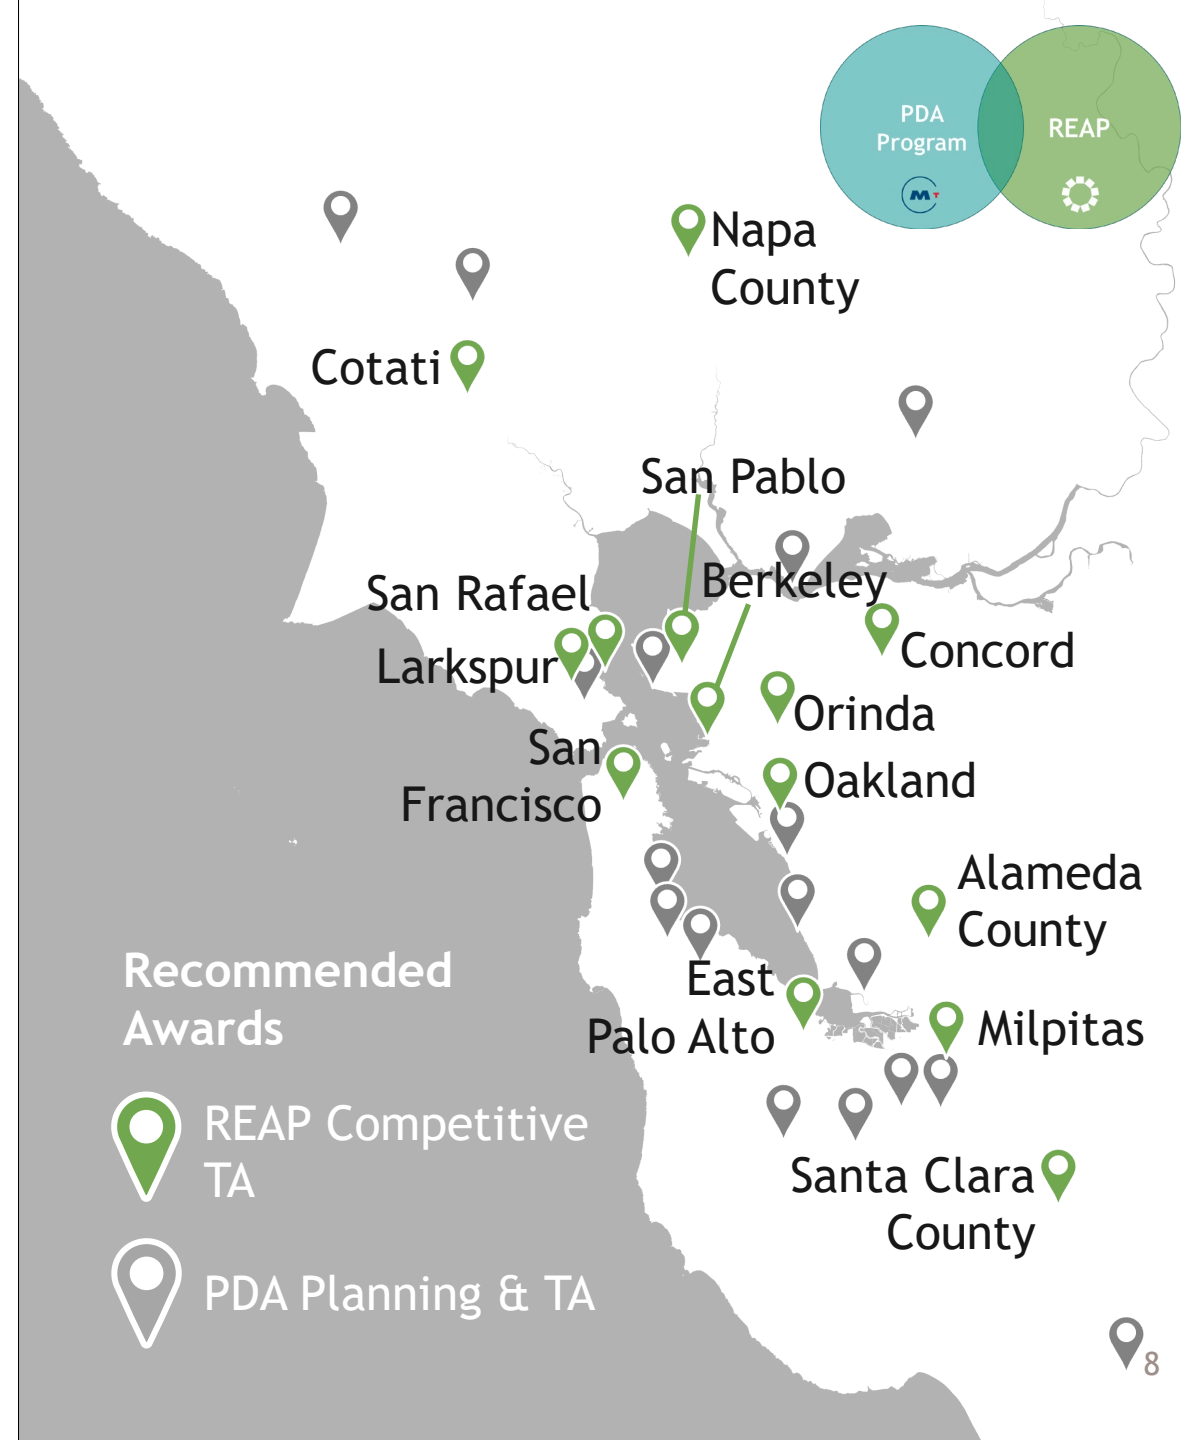 PDA
Program
REAP
MT
Napa
County
Cotati
San Pablo
Berkeley
San Rafael
Larkspur
Concord
Orinda
San
Francisco
Oakland
Alameda
County
East
Palo Alto
Milpitas
Santa Clara
County
Recommended
Awards
REAP Competitive
TA
PDA Planning & TA
8